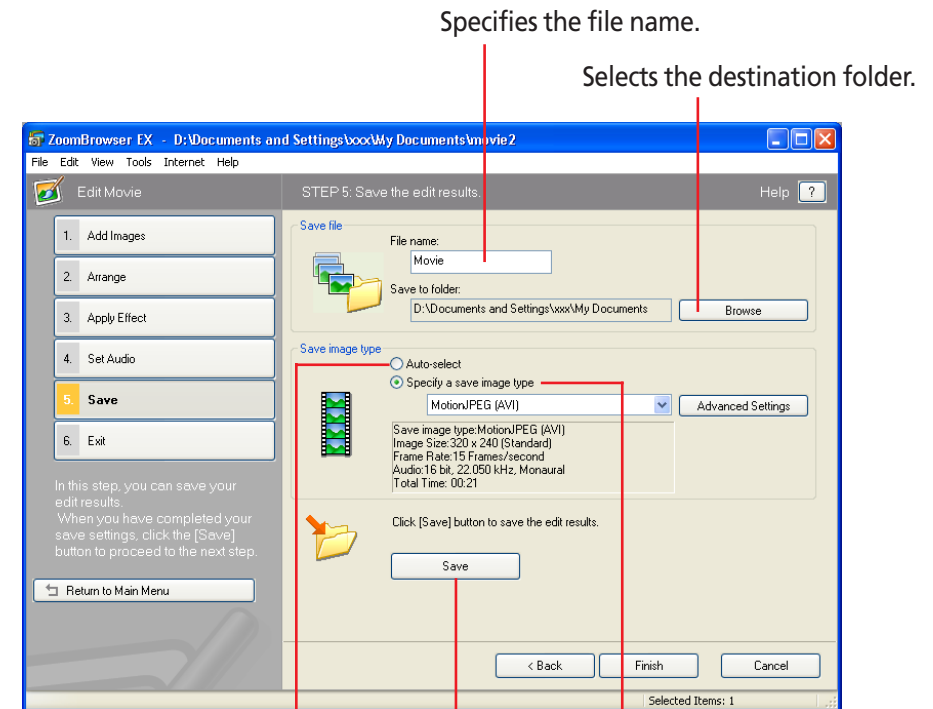 Specifies the file name.
Selects the destination folder.
ZoomBrowser EX - D:\Documents and Settings\xxx\My Documents\movie2
File Edit View Tools Internet Help
Edit Movie
STEP 5: Save the edit results.
Help ?
1. Add Images
2. Arrange
3. Apply Effect
4. Set Audio
5. Save
6. Exit
In this step, you can save your
edit results.
When you have completed your
save settings, click the [Save]
button to proceed to the next step.
Return to Main Menu
Save file
File name:
Movie
Save to folder:
D:\Documents and Settings\xxx\My Documents
Browse
Save image type
Auto-select
Specify a save image type
MotionJPEG (AVI)
Advanced Settings
Save image type:MotionJPEG (AVI)
Image Size:320 x 240 (Standard)
Frame Rate:15 Frames/second
Audio:16 bit, 22.050 kHz, Monaural
Total Time: 00:21
Click [Save] button to save the edit results.
Save
< Back
Finish
Cancel
Selected Items: 1